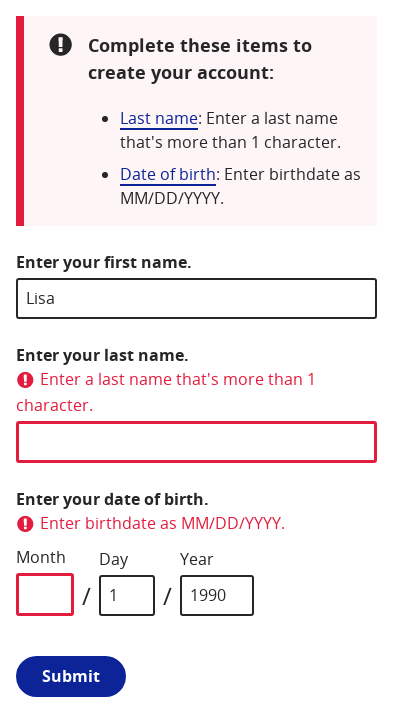 Complete these items to
create your account:
Last name: Enter a last name
that's more than 1 character.
Date of birth: Enter birthdate as
MM/DD/YYYY.
Enter your first name.
Lisa
Enter your last name.
Enter a last name that's more than 1
character.
Enter your date of birth.
Enter birthdate as MM/DD/YYYY.
Month Day Year
/ 1 / 1990
Submit